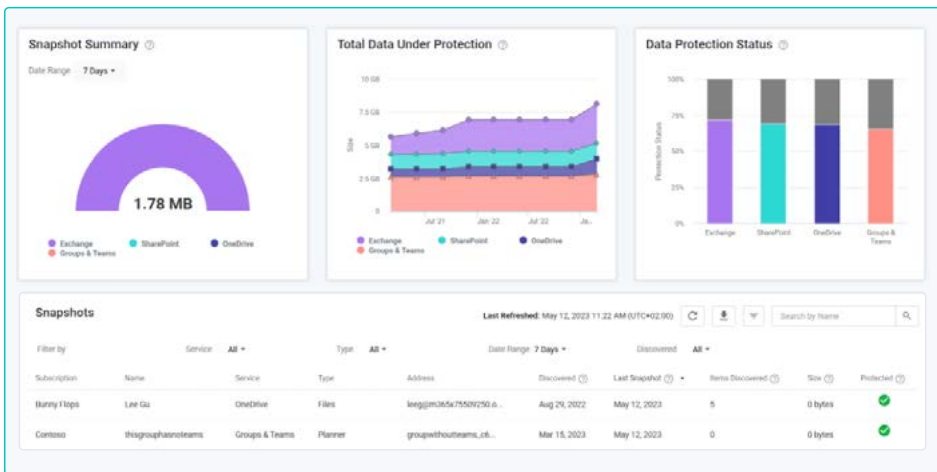 Snapshot Summary
Date Range 7 Days
1.78 MB
Exchange SharePoint OneDrive
Groups & Teams
Total Data Under Protection
10 GB
7.5 GB
5 GB
2.5 GB
0
Size
Jul '21 Jan '22 Jul '22 Ja...
Exchange SharePoint OneDrive
Groups & Teams
Data Protection Status
100%
75%
50%
25%
0%
Protection Status
Exchange SharePoint OneDrive Groups &
Teams
Snapshots
Last Refreshed: May 12, 2023 11:22 AM (UTC+02:00) Search by Name
Filter by Service All Type All Date Range 7 Days Discovered All
Subscription Name Service Type Address Discovered Last Snapshot Items Discovered Size Protected
Bunny Flops Lee Gu OneDrive Files leeg@m365x75509250.o... Aug 29, 2022 May 12, 2023 5 0 bytes
Contoso thisgrouphasnoteams Groups & Teams Planner groupwithoutteams_c6... Mar 15, 2023 May 12, 2023 0 0 bytes